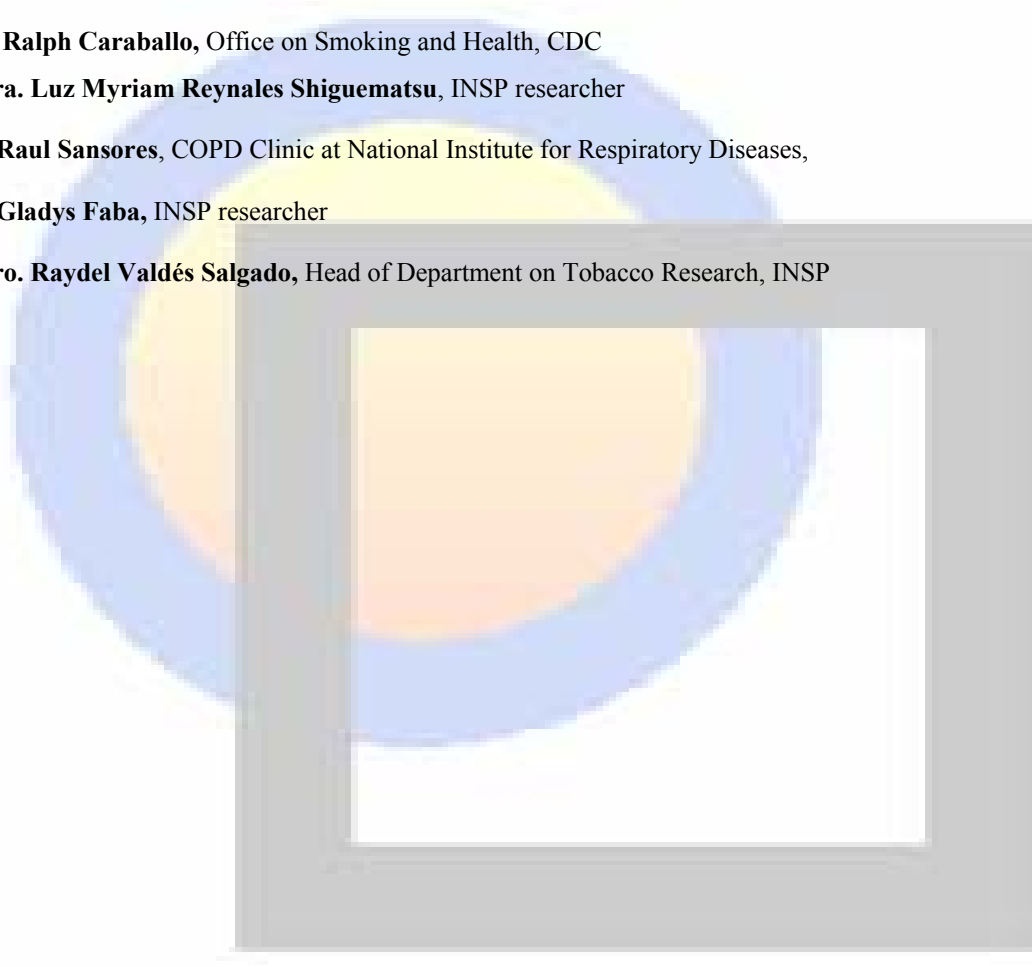 Ralph Caraballo, Office on Smoking and Health, CDC
ra. Luz Myriam Reynales Shiguematsu, INSP researcher
Raul Sansores, COPD Clinic at National Institute for Respiratory Diseases,
Gladys Faba, INSP researcher
ro. Raydel Valdés Salgado, Head of Department on Tobacco Research, INSP